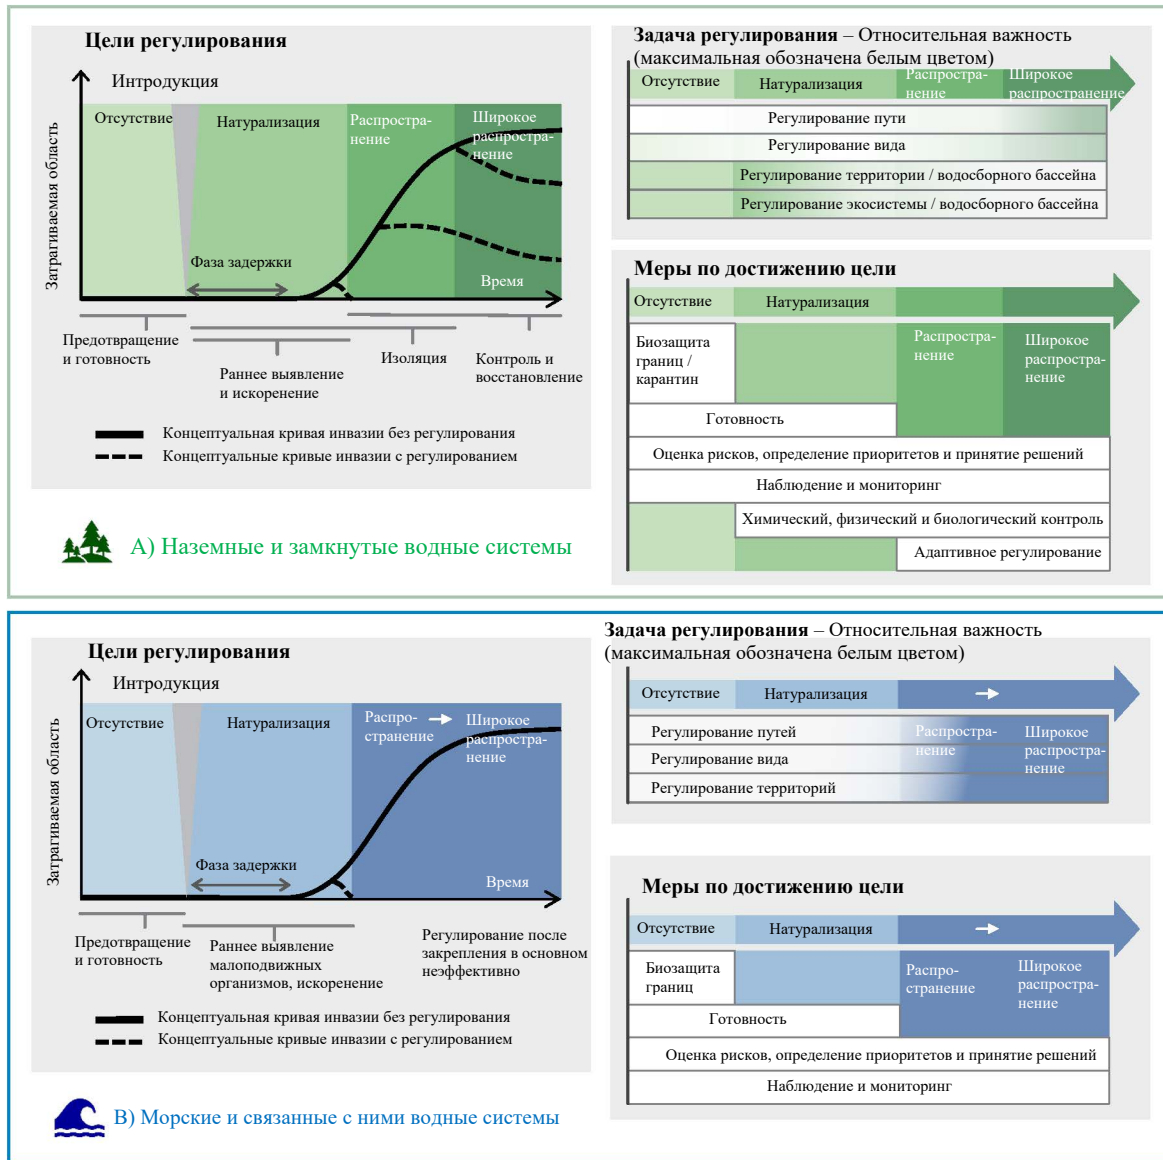 Цели регулирования
Интродукция
Затрагиваемая область
Отсутствие
Натурализация
Распростра-
нение
Широкое
распростра-
нение
Фаза задержки
Время
Предотвращение
и готовность
Раннее выявление
и искоренение
Изоляция
Контроль и
восстановление
Концептуальная кривая инвазии без регулирования
Концептуальные кривые инвазии с регулированием
А) Наземные и замкнутые водные системы
Задача регулирования – Относительная важность
(максимальная обозначена белым цветом)
Отсутствие
Натурализация
Распростра-
нение
Широкое
распространение
Регулирование пути
Регулирование вида
Регулирование территории / водосборного бассейна
Регулирование экосистемы / водосборного бассейна
Меры по достижению цели
Отсутствие
Натурализация
Распростра-
нение
Широкое
распростра-
нение
Биозащита
границ /
карантин
Готовность
Оценка рисков, определение приоритетов и принятие решений
Наблюдение и мониторинг
Химический, физический и биологический контроль
Адаптивное регулирование
Цели регулирования
Интродукция
Затрагиваемая область
Отсутствие
Натурализация
Распро-
странение
Широкое
распростра-
нение
Фаза задержки
Время
Предотвращение
и готовность
Раннее выявление
малоподвижных
организмов, искоренение
Регулирование после
закрепления в основном
неэффективно
Концептуальная кривая инвазии без регулирования
Концептуальные кривые инвазии с регулированием
В) Морские и связанные с ними водные системы
Задача регулирования – Относительная важность
(максимальная обозначена белым цветом)
Отсутствие
Натурализация
Регулирование путей
Регулирование вида
Регулирование территорий
Распростра-
нение
Широкое
распростра-
нение
Меры по достижению цели
Отсутствие
Натурализация
Биозащита
границ
Распро-
странение
Широкое
распростра-
нение
Готовность
Оценка рисков, определение приоритетов и принятие решений
Наблюдение и мониторинг